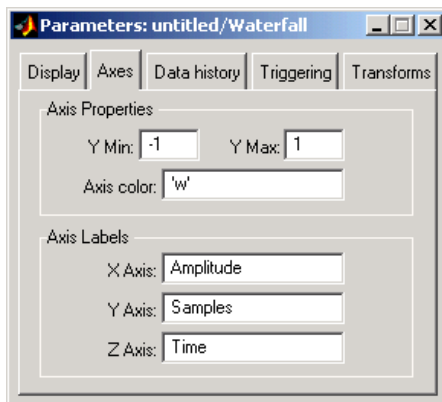 Parameters: untitled/Waterfall
Display Axes Data history Triggering Transforms
Axis Properties
Y Min: -1 Y Max: 1
Axis color: 'w'
Axis Labels
X Axis: Amplitude
Y Axis: Samples
Z Axis: Time